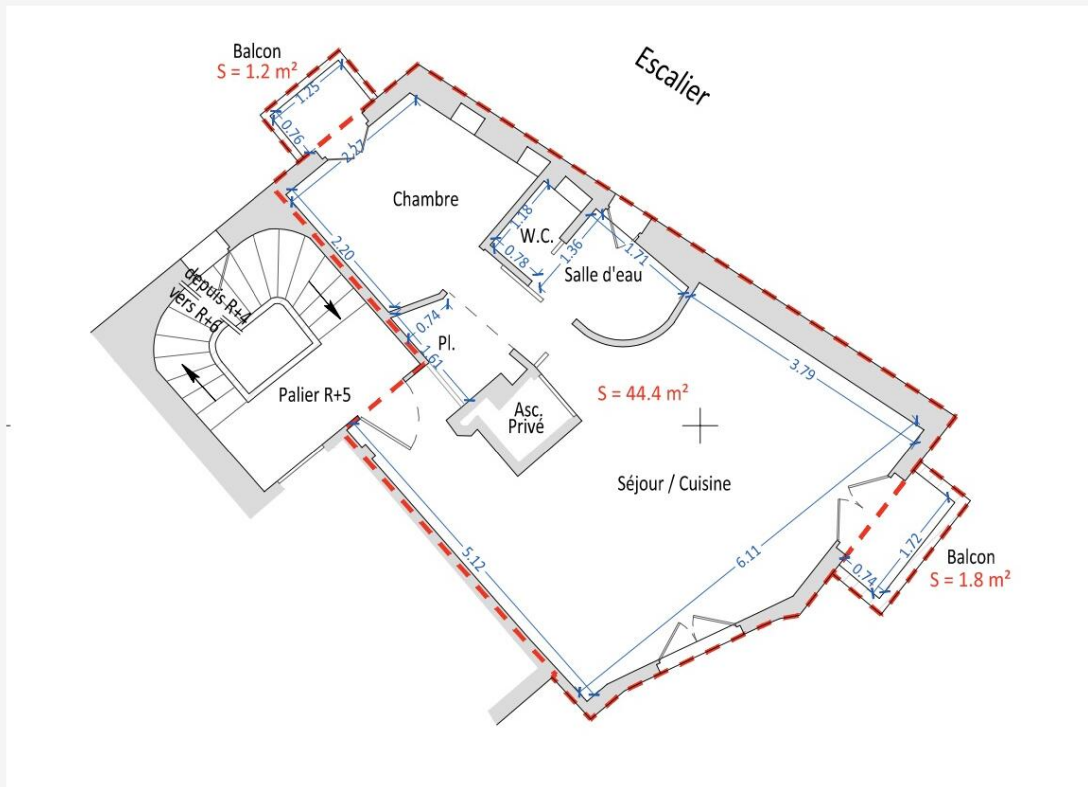 Escalier
Balcon
S = 1.2 m²
1.25
0.76
2.27
Chambre
1.18
W.C.
0.78
1.36
1.71
Salle d'eau
2.20
depuis R+4
vers R+6
0.74
Pl.
1.61
3.79
Palier R+5
Asc.
Privé
S = 44.4 m²
Séjour / Cuisine
5.12
6.11
1.72
0.74
Balcon
S = 1.8 m²